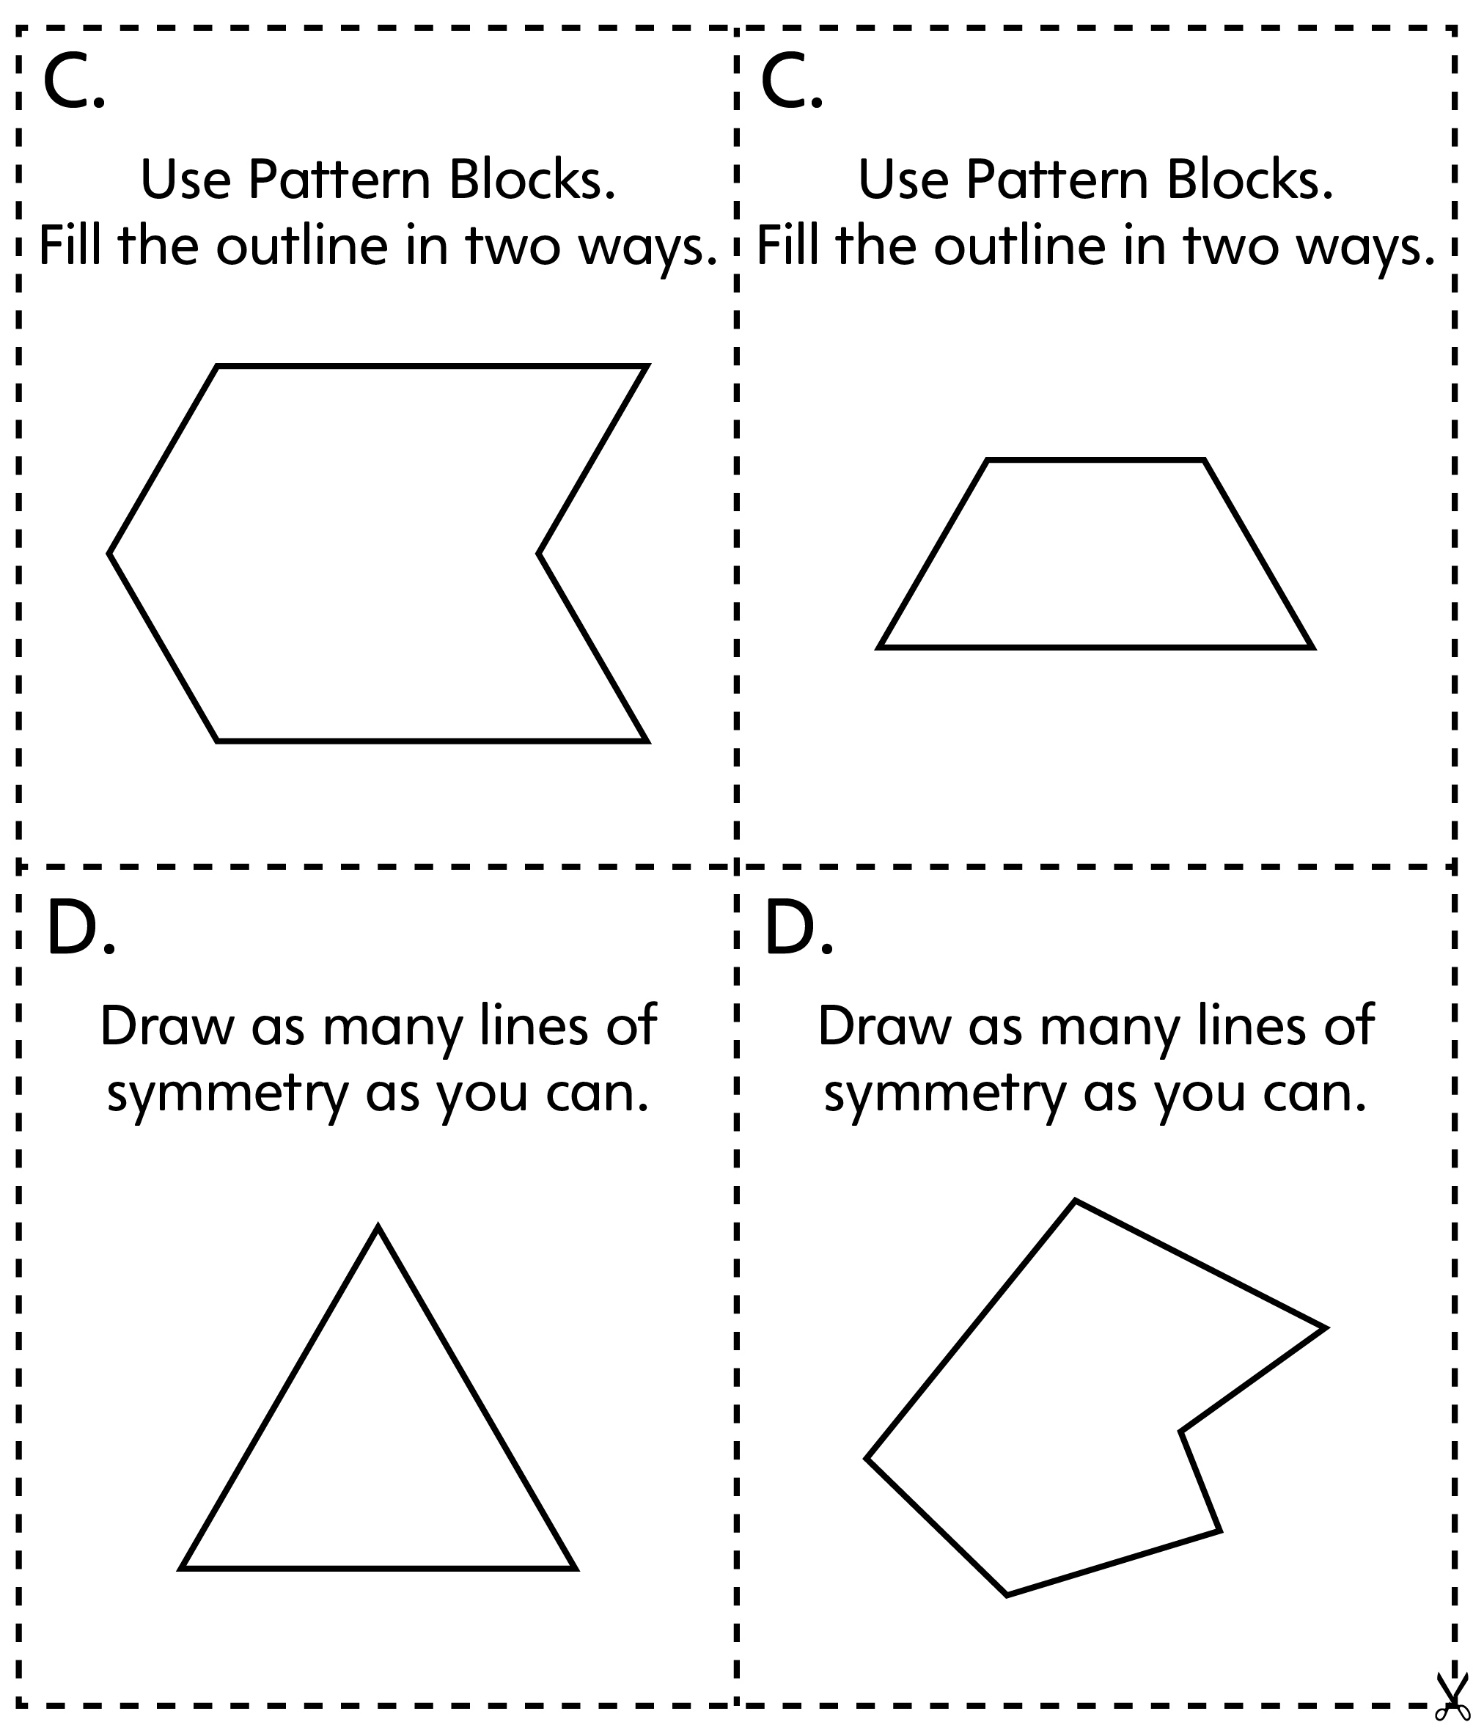 C.
Use Pattern Blocks.
Fill the outline in two ways.
C.
Use Pattern Blocks.
Fill the outline in two ways.
D.
Draw as many lines of
symmetry as you can.
D.
Draw as many lines of
symmetry as you can.